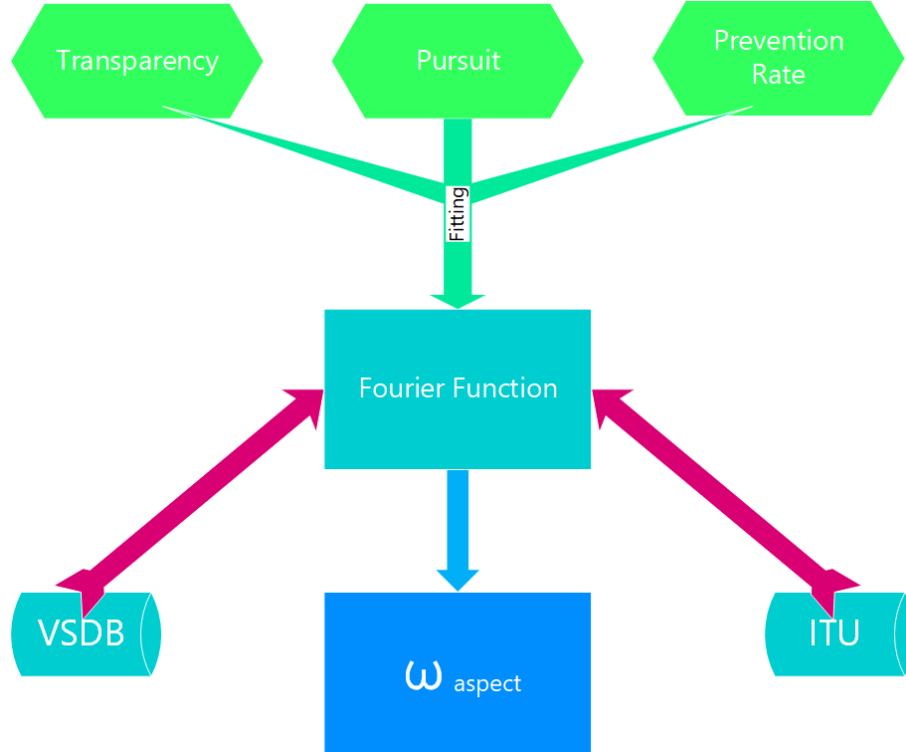 Transparency
Pursuit
Prevention
Rate
Fitting
Fourier Function
VSDB
ω aspect
ITU